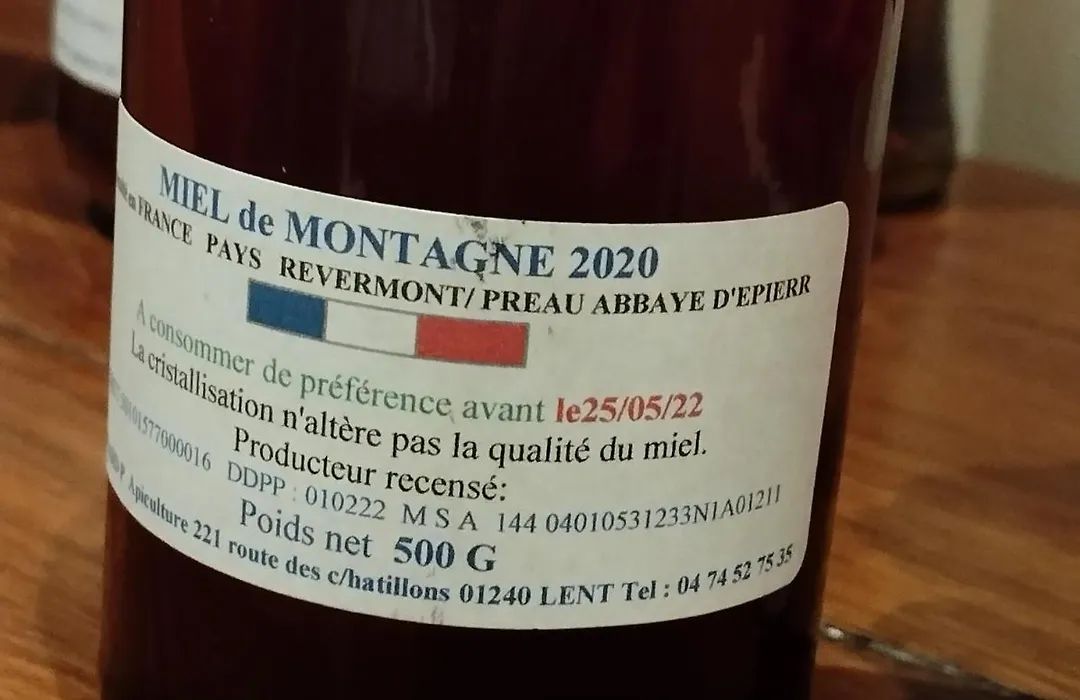 MIEL de MONTAGNE 2020
en FRANCE PAYS REVERMONT/ PREAU ABBAYE D'EPIERR
A consommer de préférence avant le25/05/22
La cristallisation n'altère pas la qualité du miel.
Producteur recensé:
01577000016 DDPP : 010222 M S A 144 04010531233N1A01211
Poids net 500 G
P Apiculture 221 route des c/hatillons 01240 LENT Tel : 04 74 52 75 35